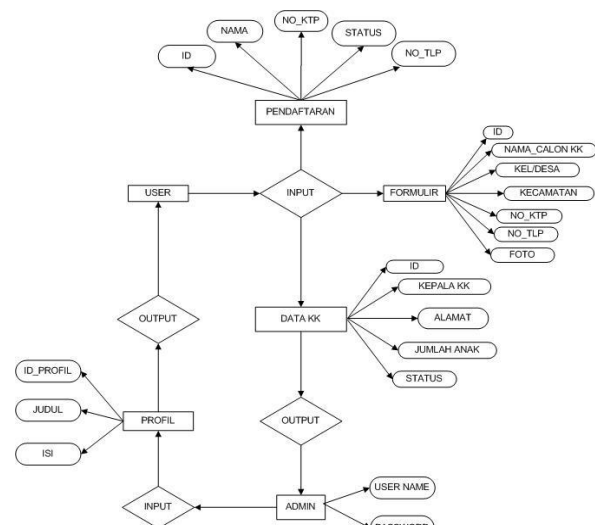 NO_KTP
NAMA
STATUS
ID
NO_TLP
PENDAFTARAN
ID
NAMA_CALON KK
KEL/DESA
USER
INPUT
FORMULIR
KECAMATAN
NO_KTP
NO_TLP
FOTO
ID
KEPALA KK
OUTPUT
DATA KK
ALAMAT
JUMLAH ANAK
ID_PROFIL
STATUS
JUDUL
PROFIL
OUTPUT
ISI
USER NAME
INPUT
ADMIN
PASSWORD